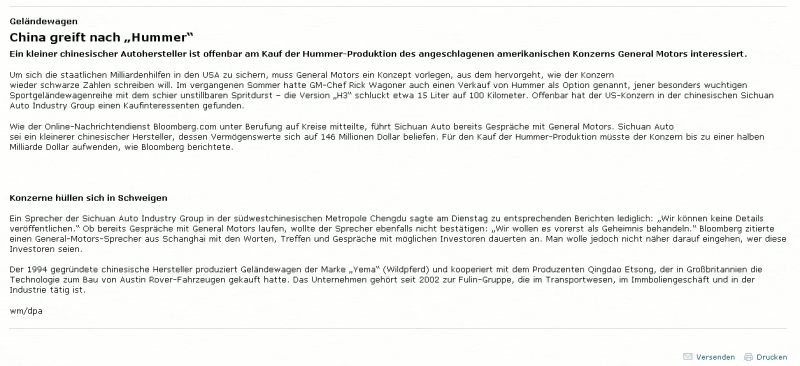 Geländewagen
China greift nach „Hummer“
Ein kleiner chinesischer Autohersteller ist offenbar am Kauf der Hummer-Produktion des angeschlagenen amerikanischen Konzerns General Motors interessiert.
Um sich die staatlichen Milliardenhilfen in den USA zu sichern, muss General Motors ein Konzept vorlegen, aus dem hervorgeht, wie der Konzern
wieder schwarze Zahlen schreiben will. Im vergangenen Sommer hatte GM-Chef Rick Wagoner auch einen Verkauf von Hummer als Option genannt, jener besonders wuchtigen
Sportgeländewagenreihe mit dem schier unstillbaren Spritdurst – die Version „H3“ schluckt etwa 15 Liter auf 100 Kilometer. Offenbar hat der US-Konzern in der chinesischen Sichuan
Auto Industry Group einen Kaufinteressenten gefunden.
Wie der Online-Nachrichtendienst Bloomberg.com unter Berufung auf Kreise mitteilte, führt Sichuan Auto bereits Gespräche mit General Motors. Sichuan Auto
sei ein kleinerer chinesischer Hersteller, dessen Vermögenswerte sich auf 146 Millionen Dollar beliefen. Für den Kauf der Hummer-Produktion müsste der Konzern bis zu einer halben
Milliarde Dollar aufwenden, wie Bloomberg berichtete.
Konzerne hüllen sich in Schweigen
Ein Sprecher der Sichuan Auto Industry Group in der südwestchinesischen Metropole Chengdu sagte am Dienstag zu entsprechenden Berichten lediglich: „Wir können keine Details
veröffentlichen.“ Ob bereits Gespräche mit General Motors laufen, wollte der Sprecher ebenfalls nicht bestätigen: „Wir wollen es vorerst als Geheimnis behandeln.“ Bloomberg zitierte
einen General-Motors-Sprecher aus Schanghai mit den Worten, Treffen und Gespräche mit möglichen Investoren dauerten an. Man wolle jedoch nicht näher darauf eingehen, wer diese
Investoren seien.
Der 1994 gegründete chinesische Hersteller produziert Geländewagen der Marke „Yema“ (Wildpferd) und kooperiert mit dem Produzenten Qingdao Etsong, der in Großbritannien die
Technologie zum Bau von Austin Rover-Fahrzeugen gekauft hatte. Das Unternehmen gehört seit 2002 zur Fulin-Gruppe, die im Transportwesen, im Immobiliengeschäft und in der
Industrie tätig ist.
wm/dpa
Versenden Drucken